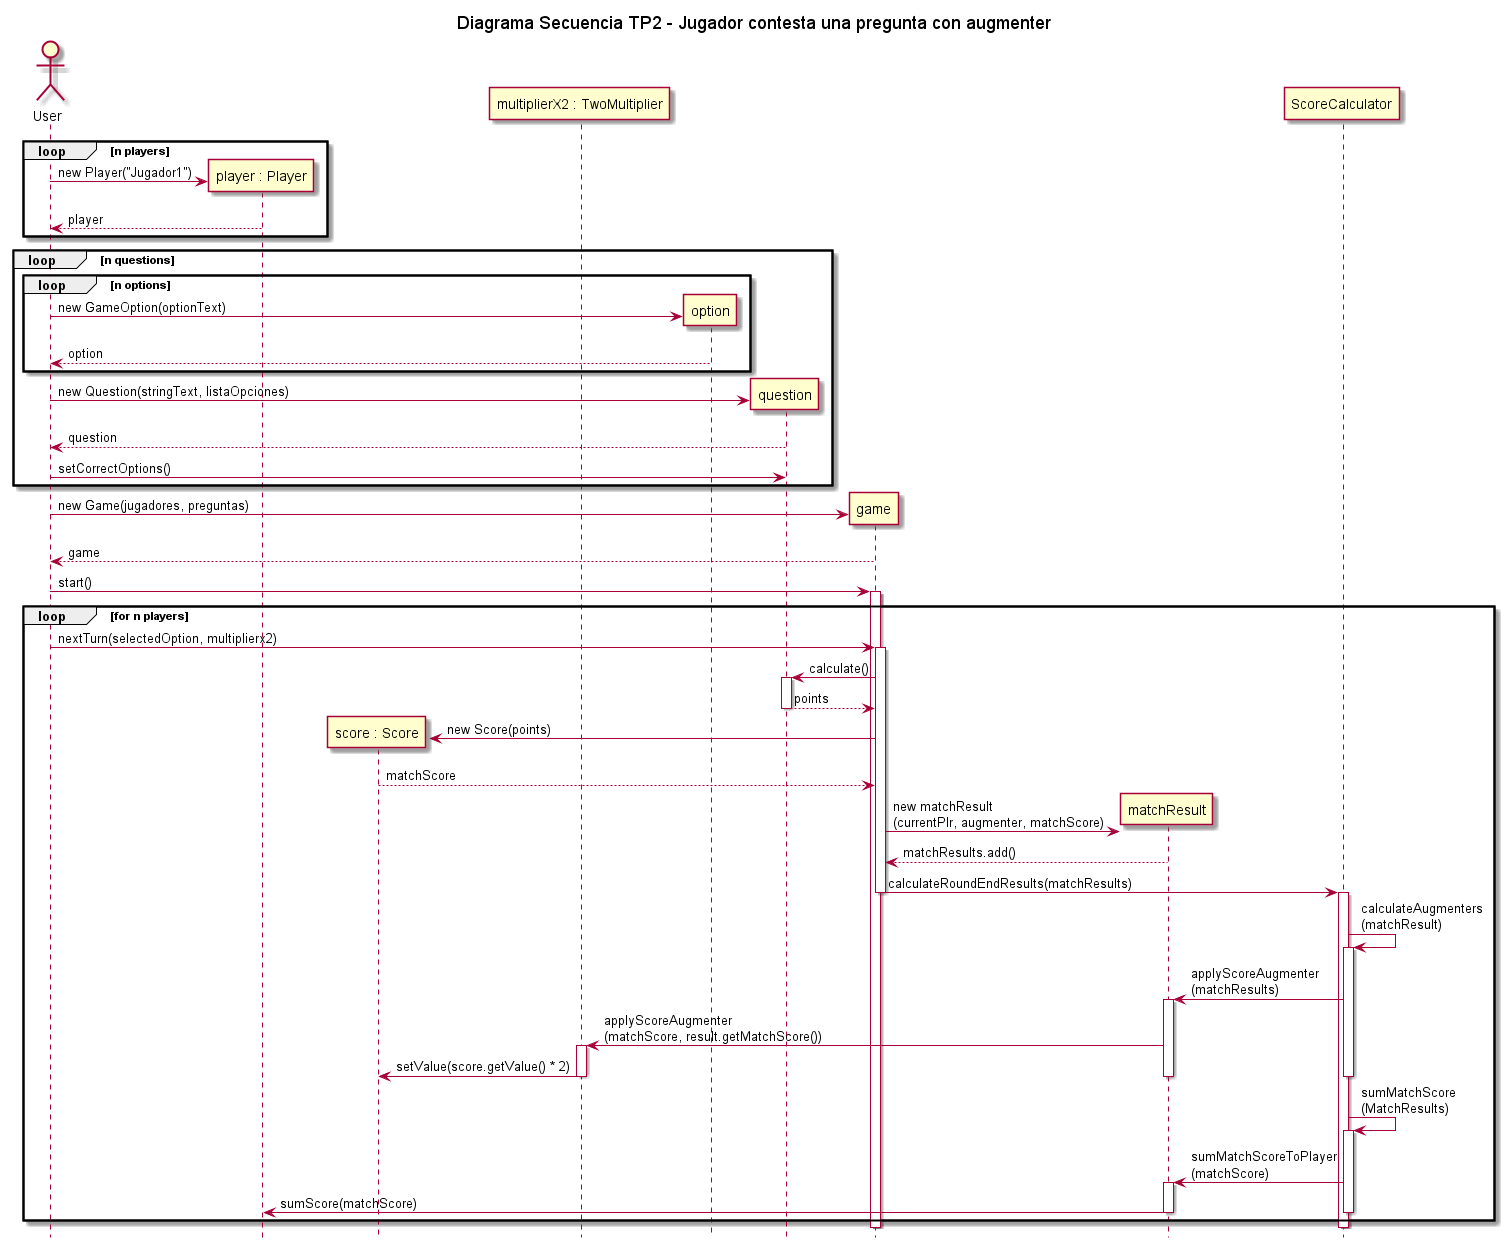 Diagrama Secuencia TP2 - Jugador contesta una pregunta con augmenter
User
multiplierX2 : TwoMultiplier
ScoreCalculator
loop [n players]
new Player("Jugador1")
player : Player
player
loop [n questions]
loop [n options]
new GameOption(optionText)
option
option
new Question(stringText, listaOpciones)
question
question
setCorrectOptions()
new Game(jugadores, preguntas)
game
game
start()
loop [for n players]
nextTurn(selectedOption, multiplierx2)
calculate()
points
score : Score
new Score(points)
matchScore
new matchResult
(currentPlr, augmenter, matchScore)
matchResult
matchResults.add()
calculateRoundEndResults(matchResults)
calculateAugmenters
(matchResult)
applyScoreAugmenter
(matchResults)
applyScoreAugmenter
(matchScore, result.getMatchScore())
setValue(score.getValue() * 2)
sumMatchScore
(MatchResults)
sumMatchScoreToPlayer
(matchScore)
sumScore(matchScore)